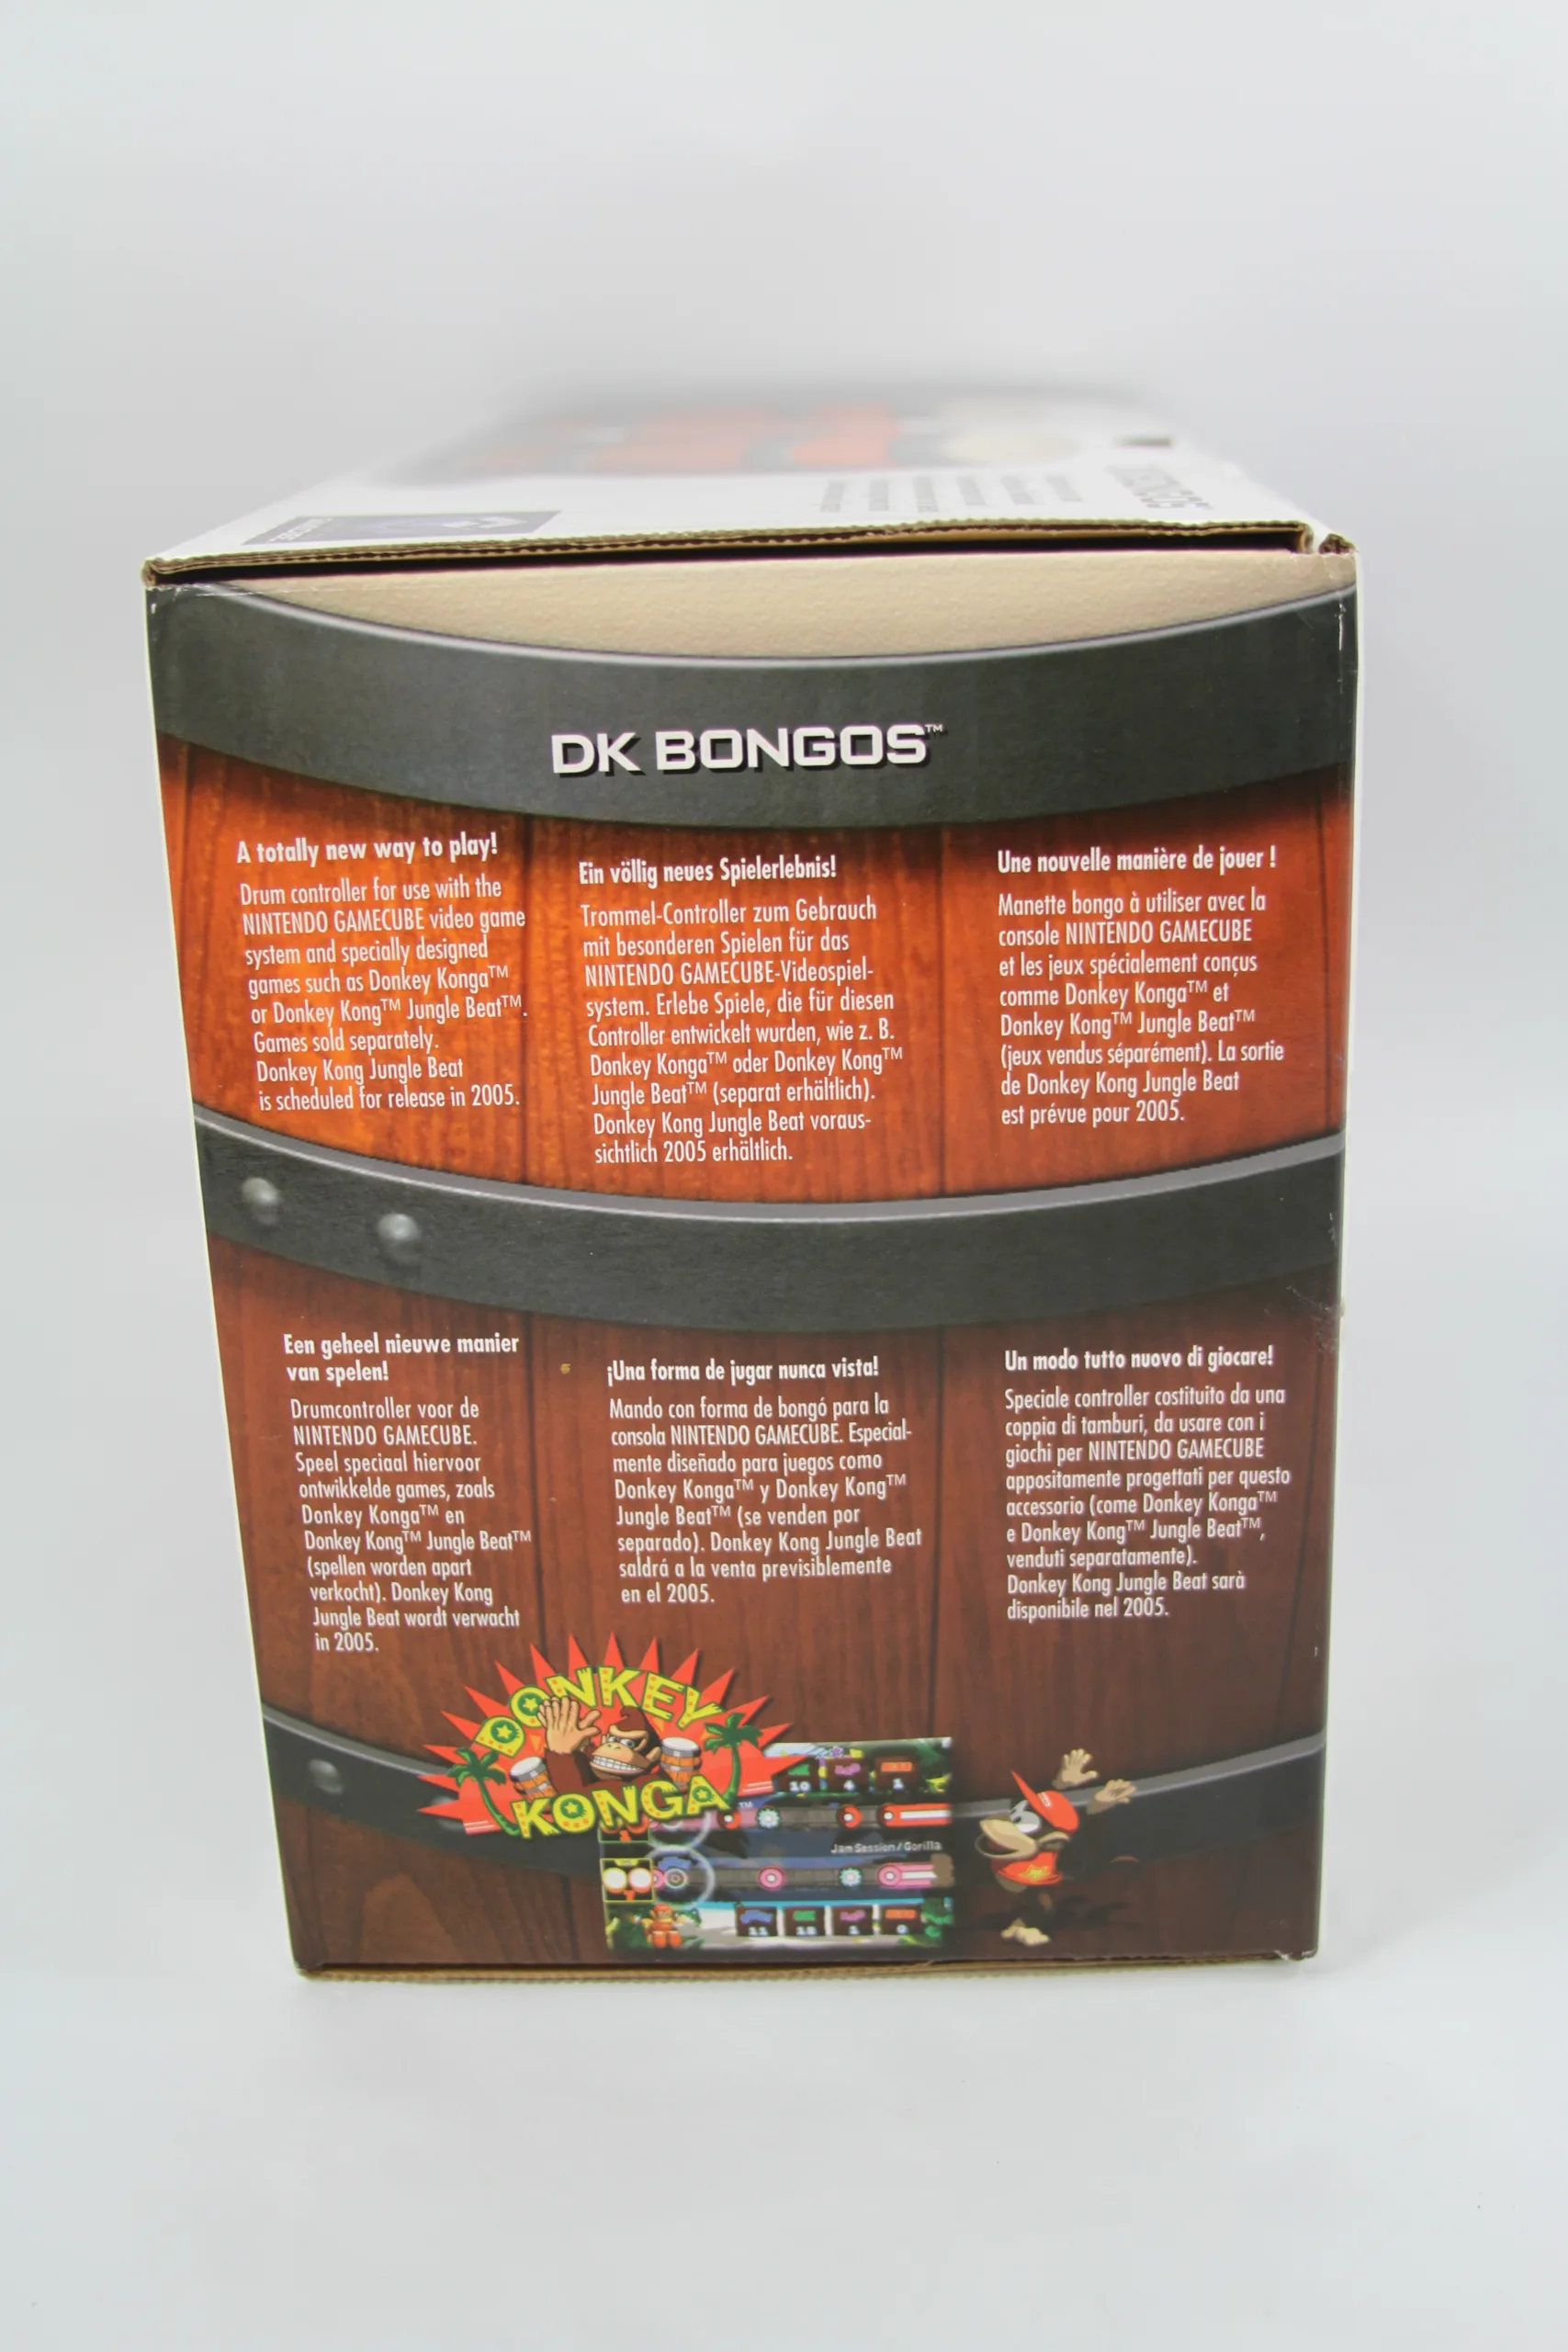 DK BONGOS™
A totally new way to play!
Drum controller for use with the
NINTENDO GAMECUBE video game
system and specially designed
games such as Donkey Konga™
or Donkey Kong™ Jungle Beat™.
Games sold separately.
Donkey Kong Jungle Beat
is scheduled for release in 2005.
Ein völlig neues Spielerlebnis!
Trommel-Controller zum Gebrauch
mit besonderen Spielen für das
NINTENDO GAMECUBE-Videospiel-
system. Erlebe Spiele, die für diesen
Controller entwickelt wurden, wie z. B.
Donkey Konga™ oder Donkey Kong™
Jungle Beat™ (separat erhältlich).
Donkey Kong Jungle Beat voraus-
sichtlich 2005 erhältlich.
Une nouvelle manière de jouer !
Manette bongo à utiliser avec la
console NINTENDO GAMECUBE
et les jeux spécialement conçus
comme Donkey Konga™ et
Donkey Kong™ Jungle Beat™
(jeux vendus séparément). La sortie
de Donkey Kong Jungle Beat
est prévue pour 2005.
Een geheel nieuwe manier
van spelen!
Drumcontroller voor de
NINTENDO GAMECUBE.
Speel speciaal hiervoor
ontwikkelde games, zoals
Donkey Konga™ en
Donkey Kong™ Jungle Beat™
(spellen worden apart
verkocht). Donkey Kong
Jungle Beat wordt verwacht
in 2005.
¡Una forma de jugar nunca vista!
Mando con forma de bongó para la
consola NINTENDO GAMECUBE. Especial-
mente diseñado para juegos como
Donkey Konga™ y Donkey Kong™
Jungle Beat™ (se venden por
separado). Donkey Kong Jungle Beat
saldrá a la venta previsiblemente
en el 2005.
Un modo tutto nuovo di giocare!
Speciale controller costituito da una
coppia di tamburi, da usare con i
giochi per NINTENDO GAMECUBE
appositamente progettati per questo
accessorio (come Donkey Konga™
e Donkey Kong™ Jungle Beat™,
venduti separatamente).
Donkey Kong Jungle Beat sarà
disponibile nel 2005.
DONKEY
KONGA™
10 4 1
Jam Session / Gorilla
11 18 1 0